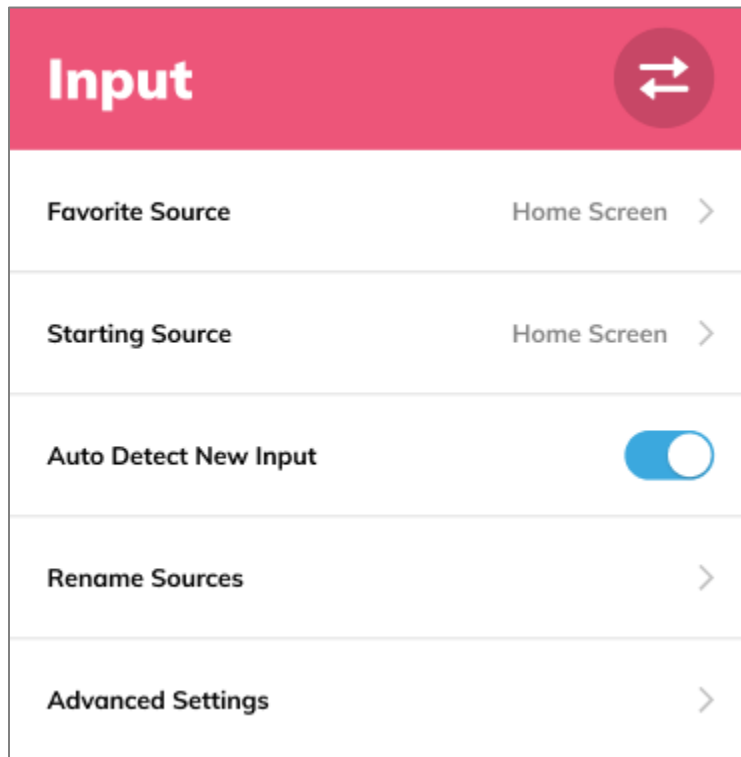 Input
Favorite Source Home Screen
Starting Source Home Screen
Auto Detect New Input
Rename Sources
Advanced Settings